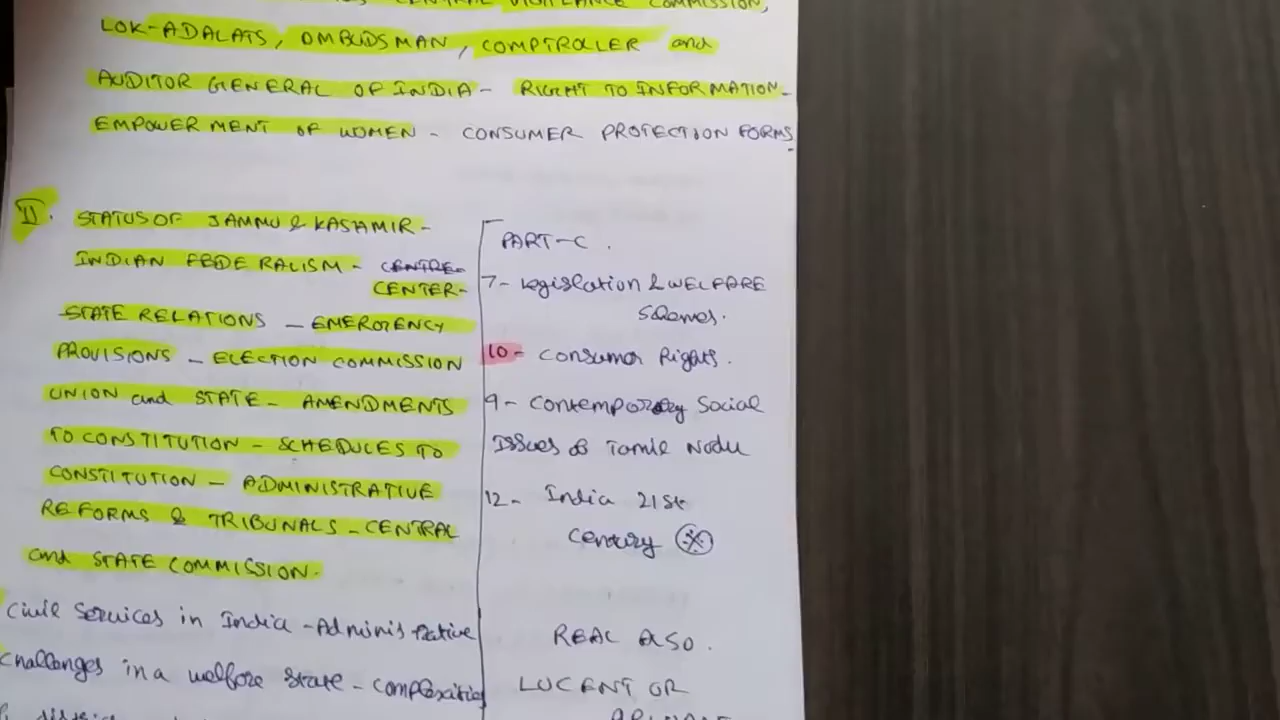 CENTRAL VIGILANCE COMMISSION,
LOK-ADALATS, OMBUDSMAN, COMPTROLLER and
AUDITOR GENERAL OF INDIA - RIGHT TO INFORMATION -
EMPOWERMENT OF WOMEN - CONSUMER PROTECTION FORMS.
II. STATUS OF JAMMU & KASHMIR -
INDIAN FEDERALISM - CENTRE
CENTER-
STATE RELATIONS - EMERGENCY
PROVISIONS - ELECTION COMMISSION
UNION and STATE - AMENDMENTS
TO CONSTITUTION - SCHEDULES TO
CONSTITUTION - ADMINISTRATIVE
REFORMS & TRIBUNALS - CENTRAL
and STATE COMMISSION.
Civil Services in India - Administrative
Challenges in a welfare state - complexities
PART-C.
7- Legislation & WELFARE
Schemes.
10- Consumer Rights.
9- Contemporary Social
Issues of Tamil Nadu
12- India 21st
Century
REAL ALSO.
LUCENT OR